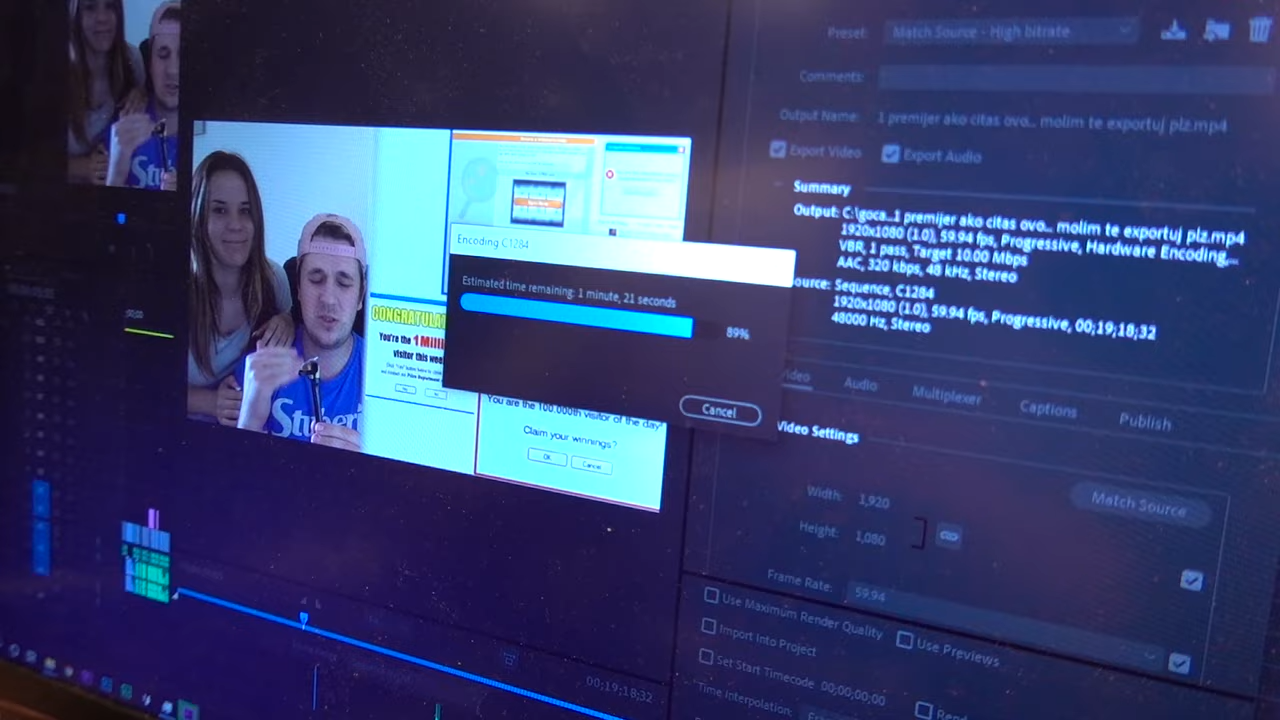 Preset: Match Source - High bitrate
Comments:
Output Name: 1 premijer ako citas ovo.. molim te exportuj plz.mp4
Export Video Export Audio
Summary
Output: C:\goca..1 premijer ako citas ovo... molim te exportuj plz.mp4
1920x1080 (1.0), 59.94 fps, Progressive, Hardware Encoding,...
VBR, 1 pass, Target 10.00 Mbps
AAC, 320 kbps, 48 kHz, Stereo
ource: Sequence, C1284
1920x1080 (1.0), 59.94 fps, Progressive, 00;19;18;32
48000 Hz, Stereo
Encoding C1284
Estimated time remaining: 1 minute, 21 seconds
89%
Cancel
CONGRATULA
You're the 1 Milli
visitor this wee
You are the 100.000th visitor of the day!
Claim your winnings?
OK Cancel
Stuberi
Video Audio Multiplexer Captions Publish
Video Settings
Match Source
Width: 1,920
Height: 1,080
Frame Rate: 59.94
Use Maximum Render Quality Use Previews
Import Into Project
Set Start Timecode 00;00;00;00
Rend
Time Interpolation:
00;19;18;32